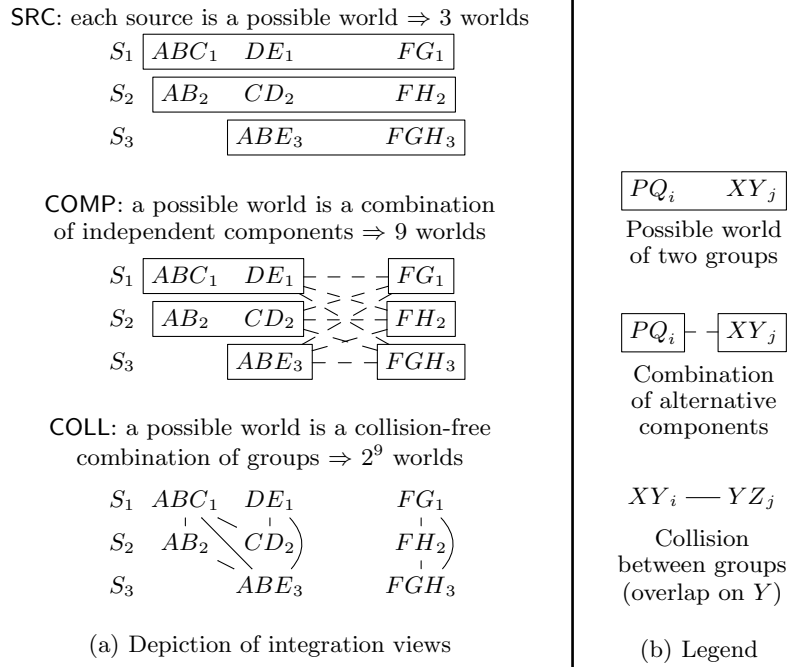 SRC: each source is a possible world ⇒ 3 worlds
S₁ ABC₁ DE₁ FG₁
S₂ AB₂ CD₂ FH₂
S₃ ABE₃ FGH₃
COMP: a possible world is a combination
of independent components ⇒ 9 worlds
S₁ ABC₁ DE₁ FG₁
S₂ AB₂ CD₂ FH₂
S₃ ABE₃ FGH₃
COLL: a possible world is a collision-free
combination of groups ⇒ 2⁹ worlds
S₁ ABC₁ DE₁ FG₁
S₂ AB₂ CD₂ FH₂
S₃ ABE₃ FGH₃
(a) Depiction of integration views
PQᵢ XYⱼ
Possible world
of two groups
PQᵢ XYⱼ
Combination
of alternative
components
XYᵢ YZⱼ
Collision
between groups
(overlap on Y)
(b) Legend